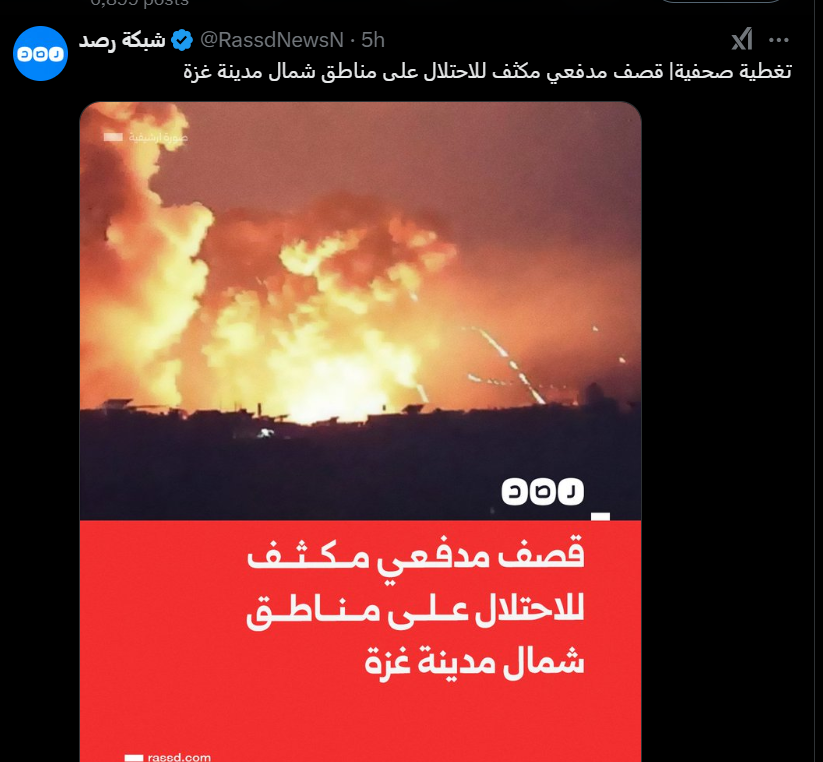 6,899 posts
شبكة رصد @RassdNewsN · 5h
تغطية صحفية| قصف مدفعي مكثف للاحتلال على مناطق شمال مدينة غزة
صورة أرشيفية
رصد
قصف مدفعي مكثف
للاحتلال على مناطق
شمال مدينة غزة
rassd.com